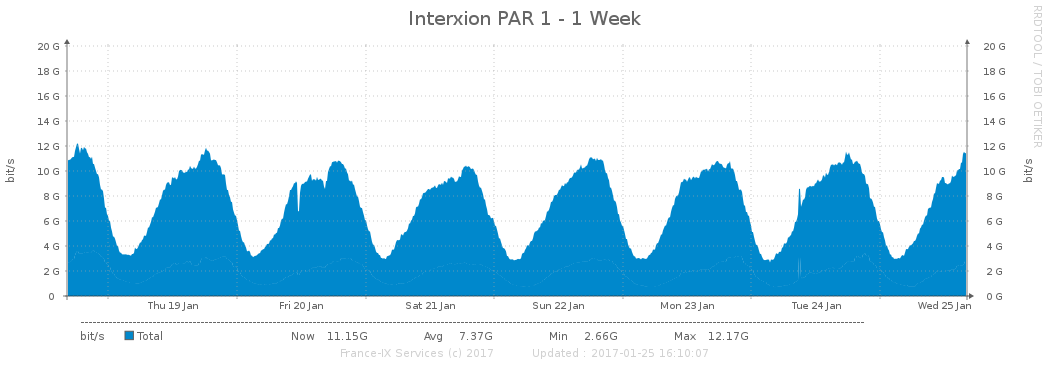 Interxion PAR 1 - 1 Week
RRDTOOL / TOBI OETIKER
20 G 20 G
18 G 18 G
16 G 16 G
14 G 14 G
12 G 12 G
10 G 10 G
8 G 8 G
6 G 6 G
4 G 4 G
2 G 2 G
0 0 G
bit/s
bit/s
Thu 19 Jan Fri 20 Jan Sat 21 Jan Sun 22 Jan Mon 23 Jan Tue 24 Jan Wed 25 Jan
bit/s Total Now 11.15G Avg 7.37G Min 2.66G Max 12.17G
France-IX Services (c) 2017 Updated : 2017-01-25 16:10:07